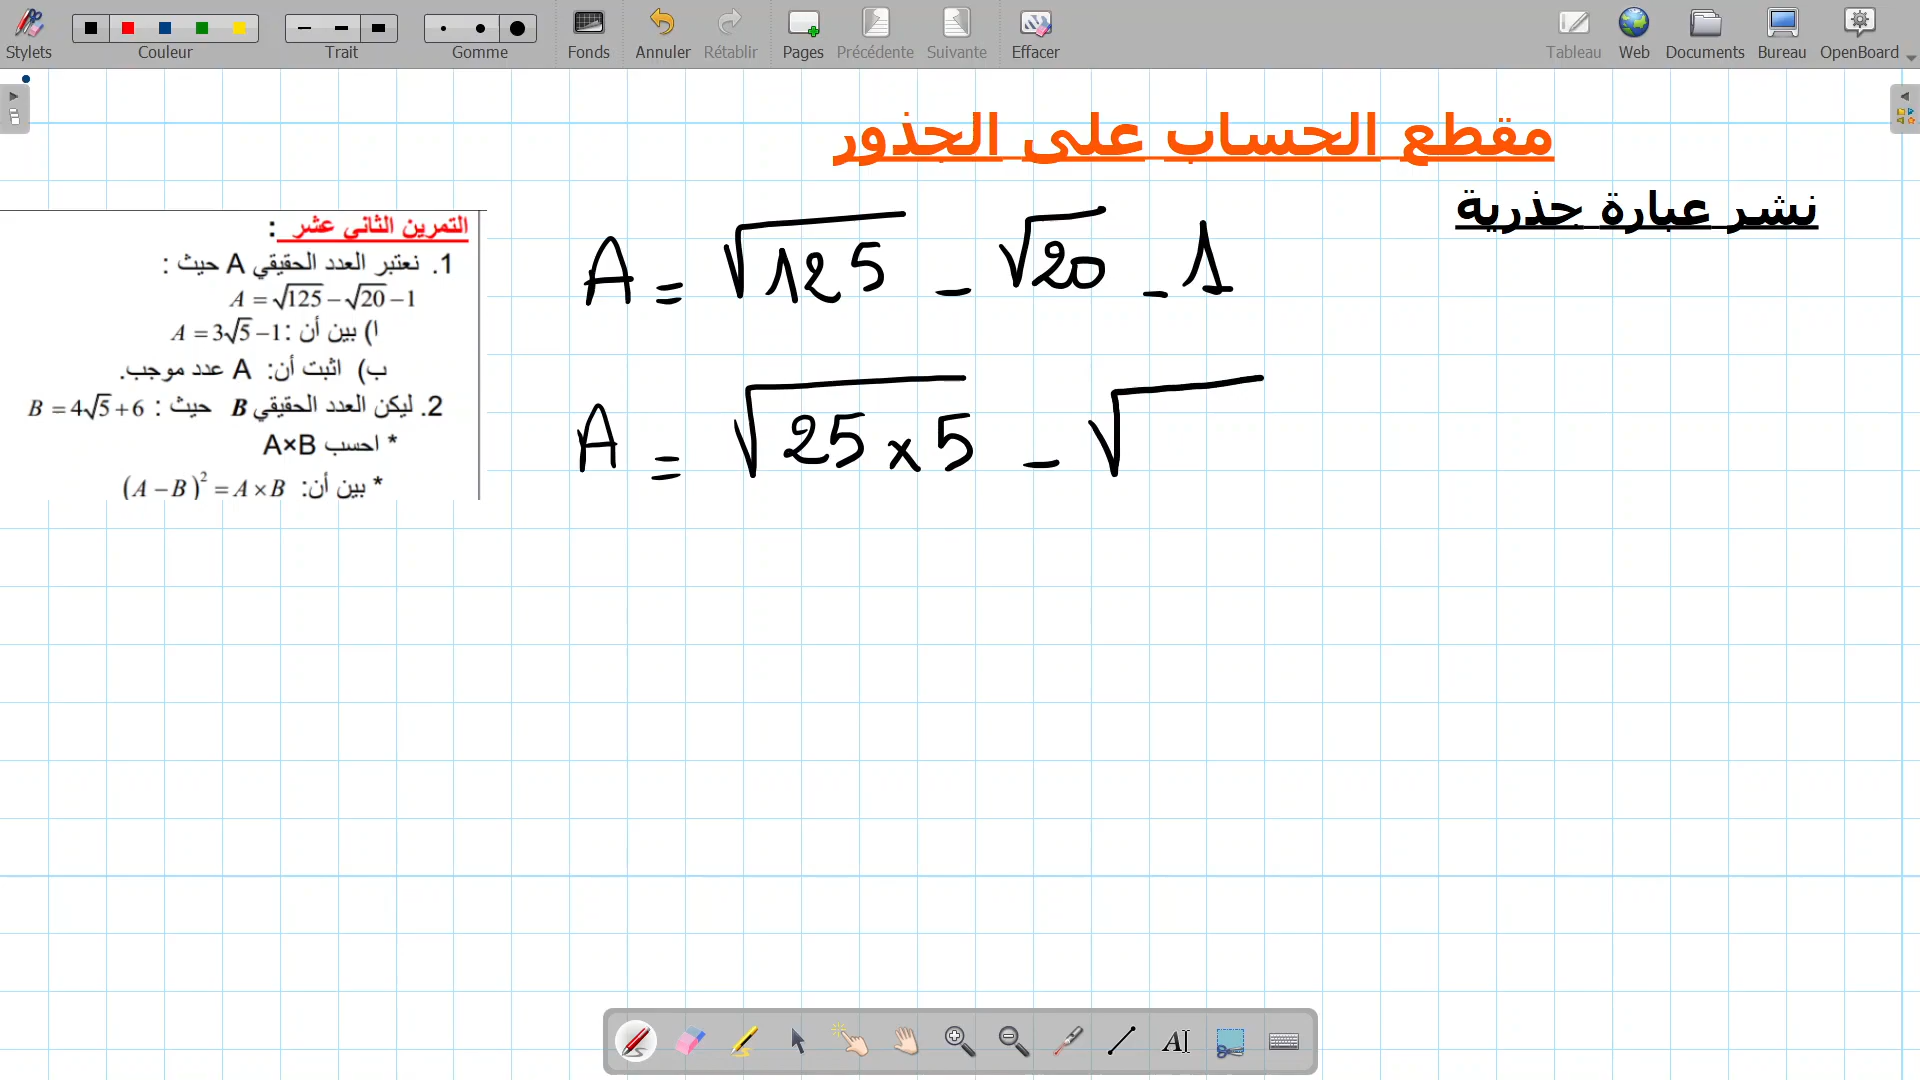 Stylets Couleur Trait Gomme Fonds Annuler Rétablir Pages Précédente Suivante Effacer Tableau Web Documents Bureau OpenBoard
مقطع الحساب على الجذور
نشر عبارة جذرية
التمرين الثاني عشر :
1. نعتبر العدد الحقيقي A حيث :
A = √125 − √20 − 1
ا) بين أن : A = 3√5 − 1
ب) اثبت أن: A عدد موجب.
2. ليكن العدد الحقيقي B حيث : B = 4√5 + 6
* احسب A×B
* بين أن: (A − B)² = A × B
A = √125 - √20 - 1
A = √25 × 5 - √